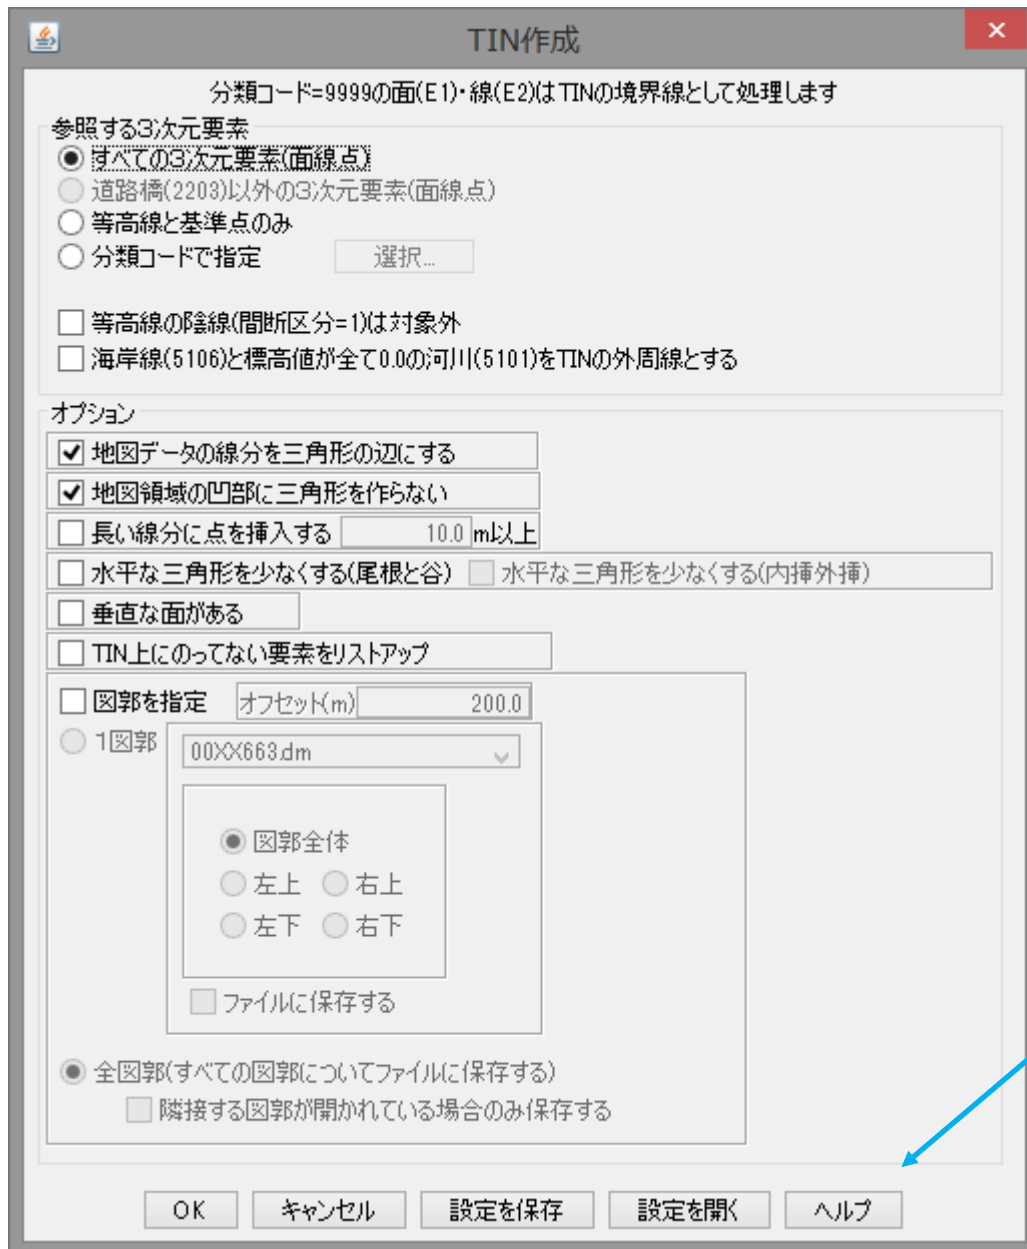 TIN作成
分類コード=9999の面(E1)・線(E2)はTINの境界線として処理します
参照する3次元要素
すべての3次元要素(面線点)
道路橋(2203)以外の3次元要素(面線点)
等高線と基準点のみ
分類コードで指定 選択...
等高線の陰線(間断区分=1)は対象外
海岸線(5106)と標高値が全て0.0の河川(5101)をTINの外周線とする
オプション
地図データの線分を三角形の辺にする
地図領域の凹部に三角形を作らない
長い線分に点を挿入する 10.0 m以上
水平な三角形を少なくする(尾根と谷) 水平な三角形を少なくする(内挿外挿)
垂直な面がある
TIN上にのってない要素をリストアップ
図郭を指定 オフセット(m) 200.0
1図郭 00XX663.dm
図郭全体
左上 右上
左下 右下
ファイルに保存する
全図郭(すべての図郭についてファイルに保存する)
隣接する図郭が開かれている場合のみ保存する
OK キャンセル 設定を保存 設定を開く ヘルプ